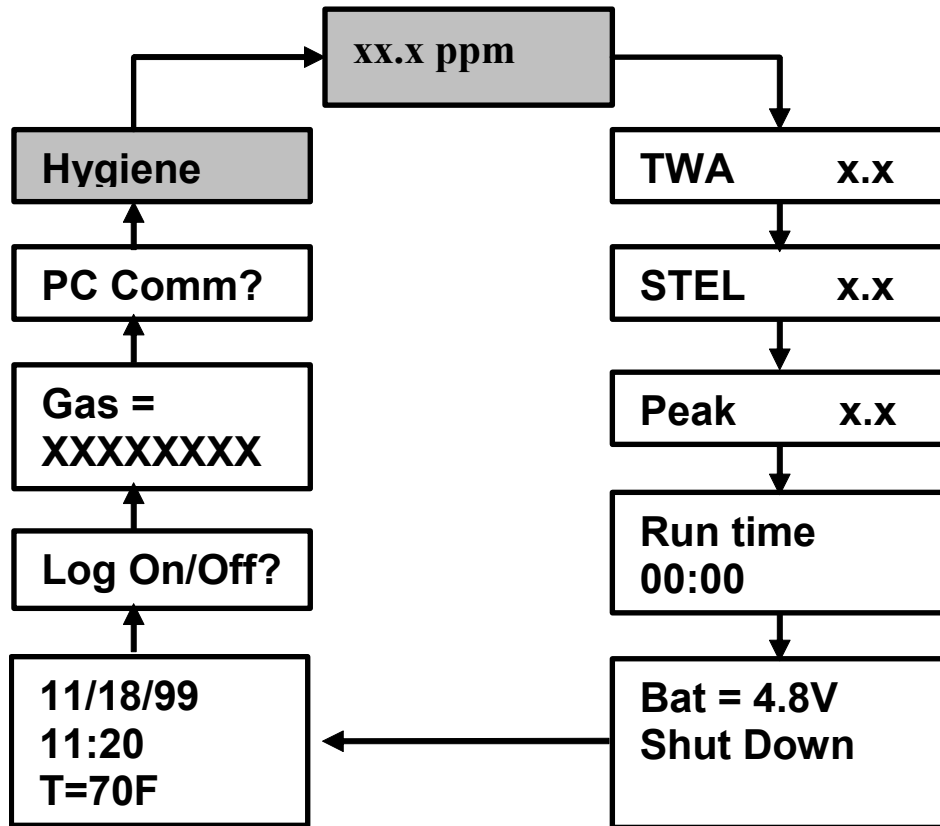 xx.x ppm
Hygiene
TWA x.x
PC Comm?
STEL x.x
Gas =
XXXXXXXX
Peak x.x
Log On/Off?
Run time
00:00
11/18/99
11:20
T=70F
Bat = 4.8V
Shut Down